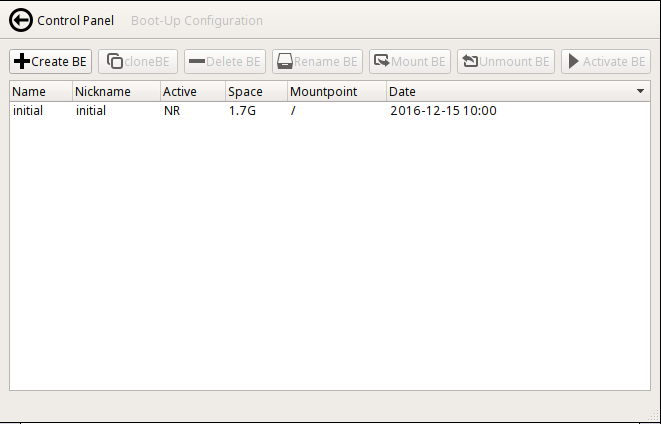 Control Panel Boot-Up Configuration
Create BE cloneBE Delete BE Rename BE Mount BE Unmount BE Activate BE
Name Nickname Active Space Mountpoint Date
initial initial NR 1.7G / 2016-12-15 10:00